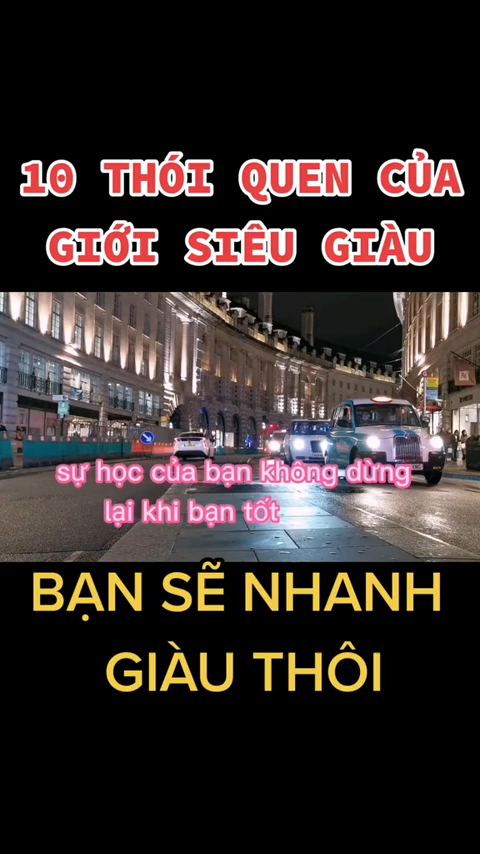 10 THÓI QUEN CỦA
GIỚI SIÊU GIÀU
sự học của bạn không dừng
lại khi bạn tốt
BẠN SẼ NHANH
GIÀU THÔI